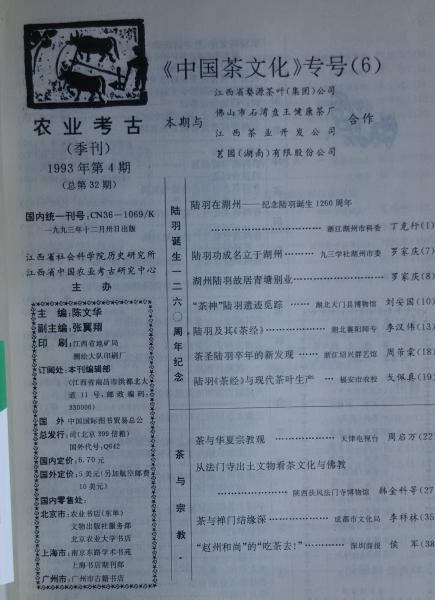 农业考古
(季刊)
1993年第4期
(总第32期)
国内统一刊号:CN36-1069/K
一九九三年十二月卅日出版
江西省社会科学院历史研究所
江西省中国农业考古研究中心
主办
主编:陈文华
副主编:张翼翔
印刷:江西省地矿局
测绘大队印刷厂
订阅处:本刊编辑部
(江西省南昌市洪都北大
道11号;邮政编码:
330006)
国外 中国国际图书贸易总公
总发行:司(北京399信箱)
国外代号:Q642
国内定价:6.70元
国外定价:5美元(另加航空邮费
10美元)
国内零售处:
北京市:农业书店(东单)
文物出版社服务部
北京农业大学书店
上海市:南京东路学术书苑
上海书店期刊部
广州市:广州市古籍书店
《中国茶文化》专号(6)
本期与
江西省婺源茶叶(集团)公司
佛山市石湾盘王健康茶厂
江西茶业开发公司
茗园(湖南)有限股份公司
合作
陆羽诞生一二六〇周年纪念
陆羽在湖州——纪念陆羽诞生1260周年
浙江湖州市科委 丁克行(1
陆羽功成名立于湖州 九三学社湖州市委 罗家庆(7
湖州陆羽故居青塘别业 罗家庆(8
“茶神”陆羽遗迹觅踪 湖北天门县博物馆 刘安国(10
陆羽及其《茶经》 湖北襄阳师专 李汉伟(13
茶圣陆羽卒年的新发现 浙江绍兴群艺馆 周芾棠(18
陆羽《茶经》与现代茶叶生产 福安市农校 戈佩真(19
茶与宗教
茶与华夏宗教观 天津电视台 周启万(22
从法门寺出土文物看茶文化与佛教
陕西扶风法门寺博物馆 韩金科等(27
茶与禅门结缘深 成都市文化局 李祥林(35
“赵州和尚”的“吃茶去!” 深圳商报 侯军(38